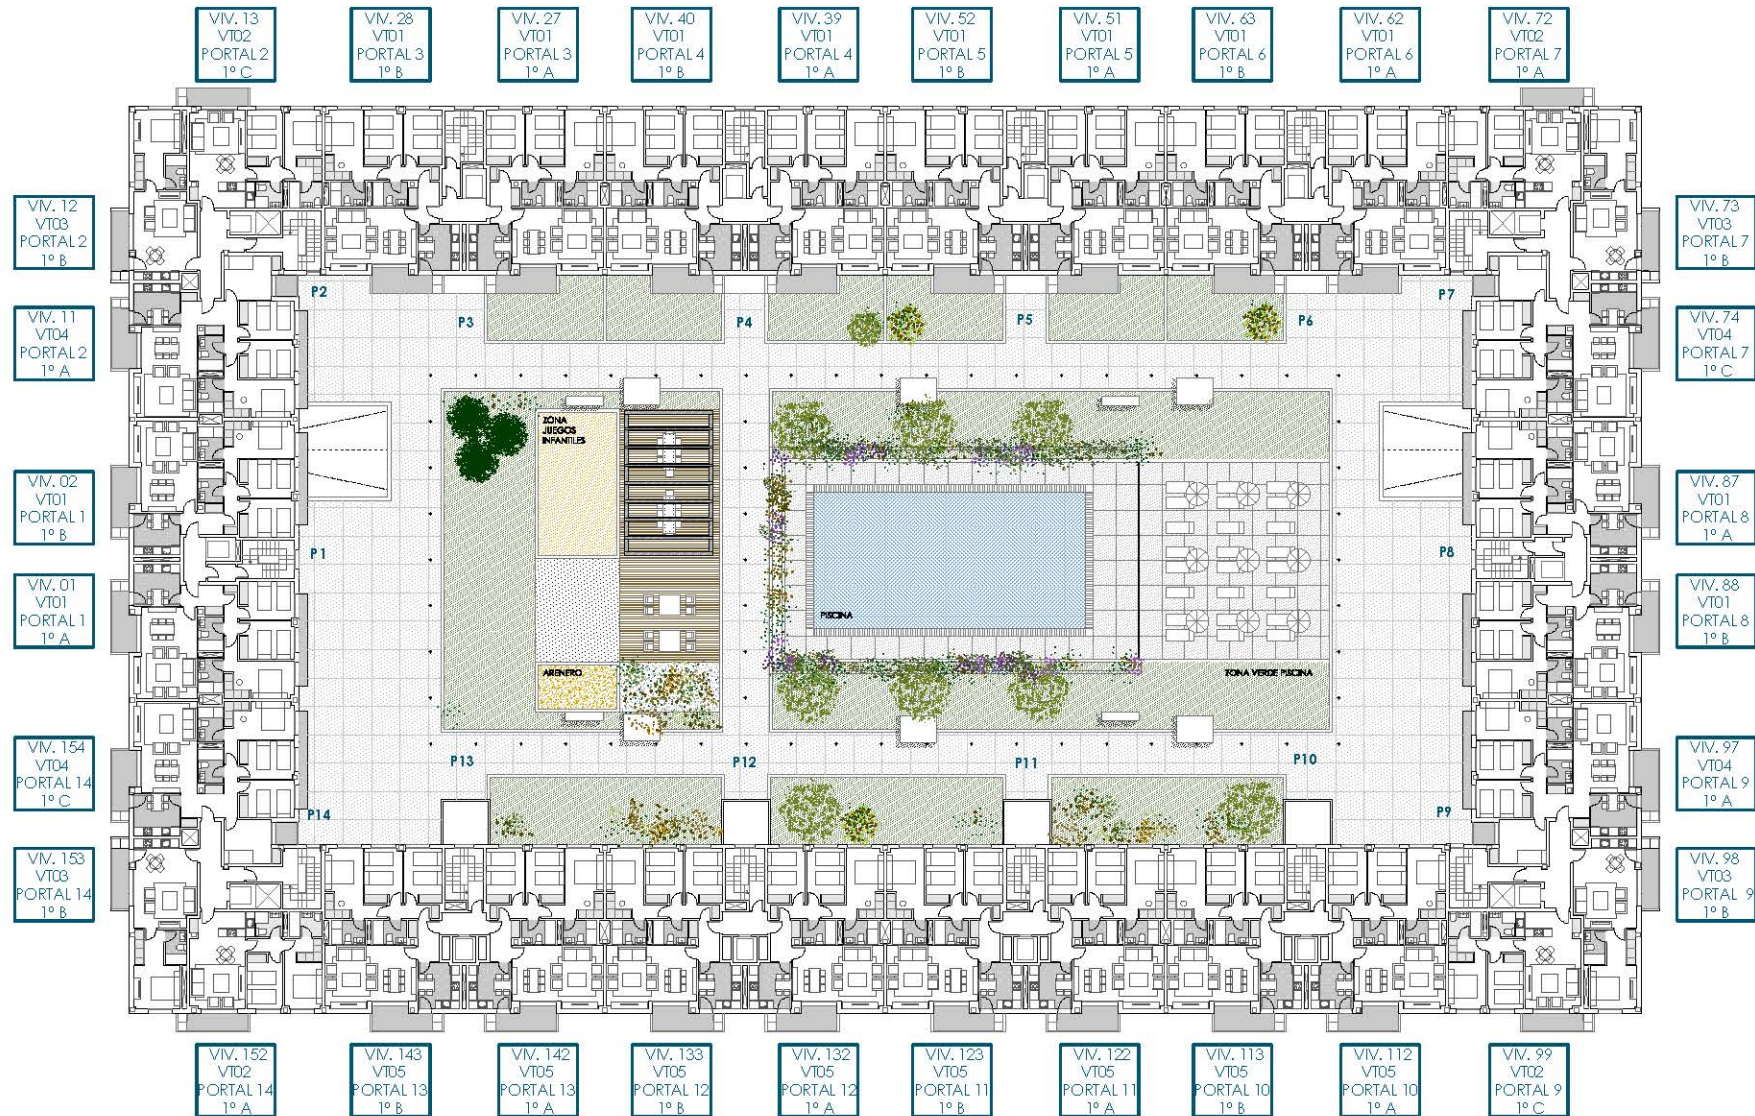 VIV. 13
VT02
PORTAL 2
1º C
VIV. 28
VT01
PORTAL 3
1º B
VIV. 27
VT01
PORTAL 3
1º A
VIV. 40
VT01
PORTAL 4
1º B
VIV. 39
VT01
PORTAL 4
1º A
VIV. 52
VT01
PORTAL 5
1º B
VIV. 51
VT01
PORTAL 5
1º A
VIV. 63
VT01
PORTAL 6
1º B
VIV. 62
VT01
PORTAL 6
1º A
VIV. 72
VT02
PORTAL 7
1º A
VIV. 12
VT03
PORTAL 2
1º B
VIV. 73
VT03
PORTAL 7
1º B
P2
P7
VIV. 11
VT04
PORTAL 2
1º A
P3
P4
P5
P6
VIV. 74
VT04
PORTAL 7
1º C
ZONA
JUEGOS
INFANTILES
VIV. 02
VT01
PORTAL 1
1º B
VIV. 87
VT01
PORTAL 8
1º A
P1
P8
VIV. 01
VT01
PORTAL 1
1º A
PISCINA
VIV. 88
VT01
PORTAL 8
1º B
ARENERO
ZONA VERDE PISCINA
VIV. 154
VT04
PORTAL 14
1º C
P13
P12
P11
P10
VIV. 97
VT04
PORTAL 9
1º A
P14
P9
VIV. 153
VT03
PORTAL 14
1º B
VIV. 98
VT03
PORTAL 9
1º B
VIV. 152
VT02
PORTAL 14
1º A
VIV. 143
VT05
PORTAL 13
1º B
VIV. 142
VT05
PORTAL 13
1º A
VIV. 133
VT05
PORTAL 12
1º B
VIV. 132
VT05
PORTAL 12
1º A
VIV. 123
VT05
PORTAL 11
1º B
VIV. 122
VT05
PORTAL 11
1º A
VIV. 113
VT05
PORTAL 10
1º B
VIV. 112
VT05
PORTAL 10
1º A
VIV. 99
VT02
PORTAL 9
1º C